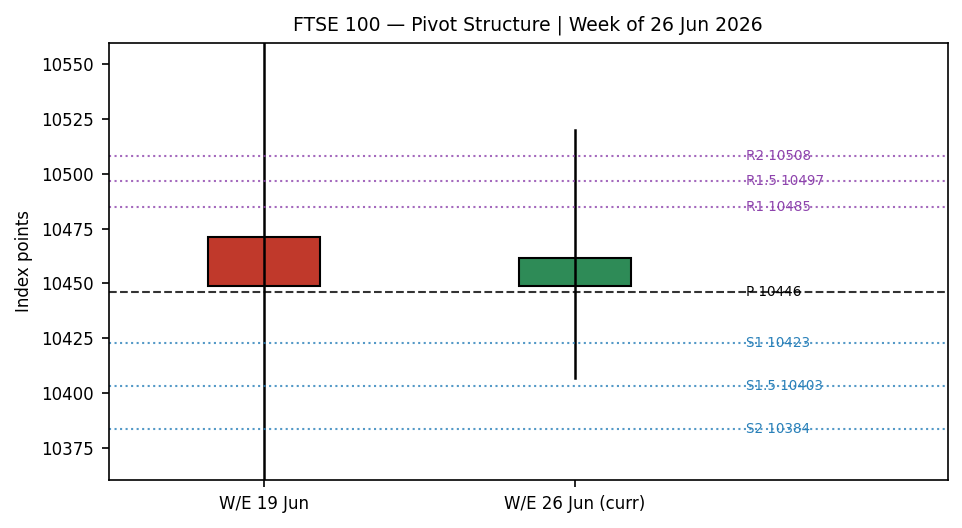 FTSE 100 — Pivot Structure | Week of 26 Jun 2026
Index points
10550
10525
10500
10475
10450
10425
10400
10375
R2 10508
R1.5 10497
R1 10485
P 10446
S1 10423
S1.5 10403
S2 10384
W/E 19 Jun
W/E 26 Jun (curr)